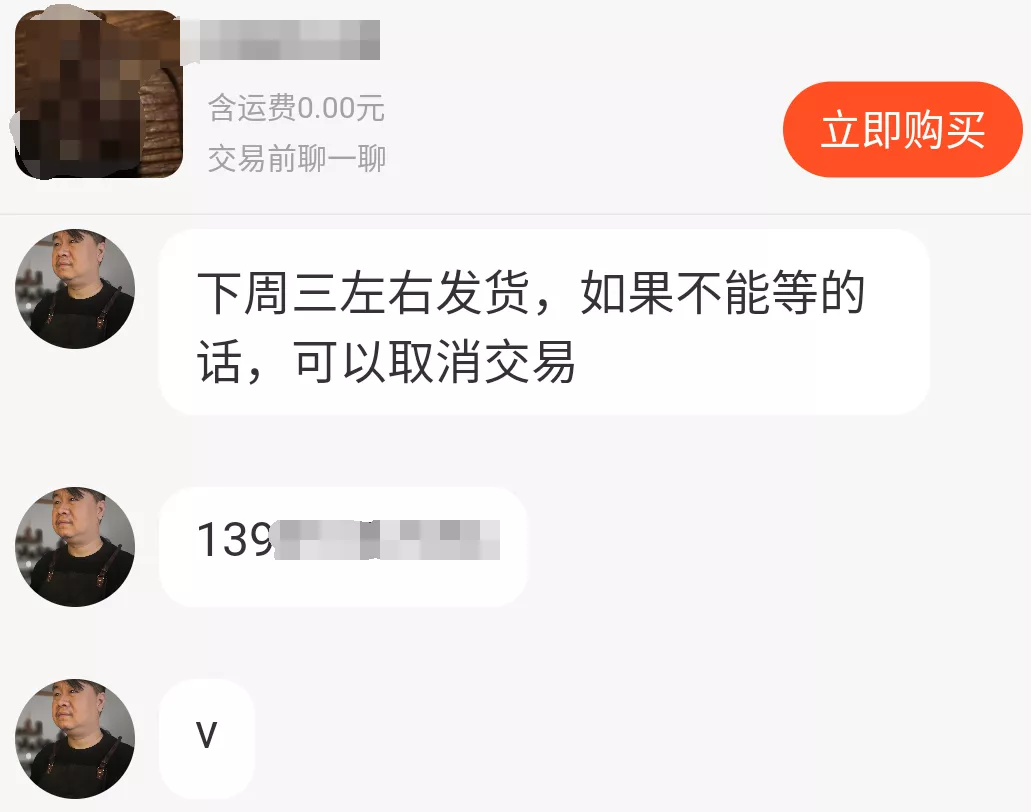 含运费0.00元
交易前聊一聊
立即购买
下周三左右发货，如果不能等的
话，可以取消交易
139
v